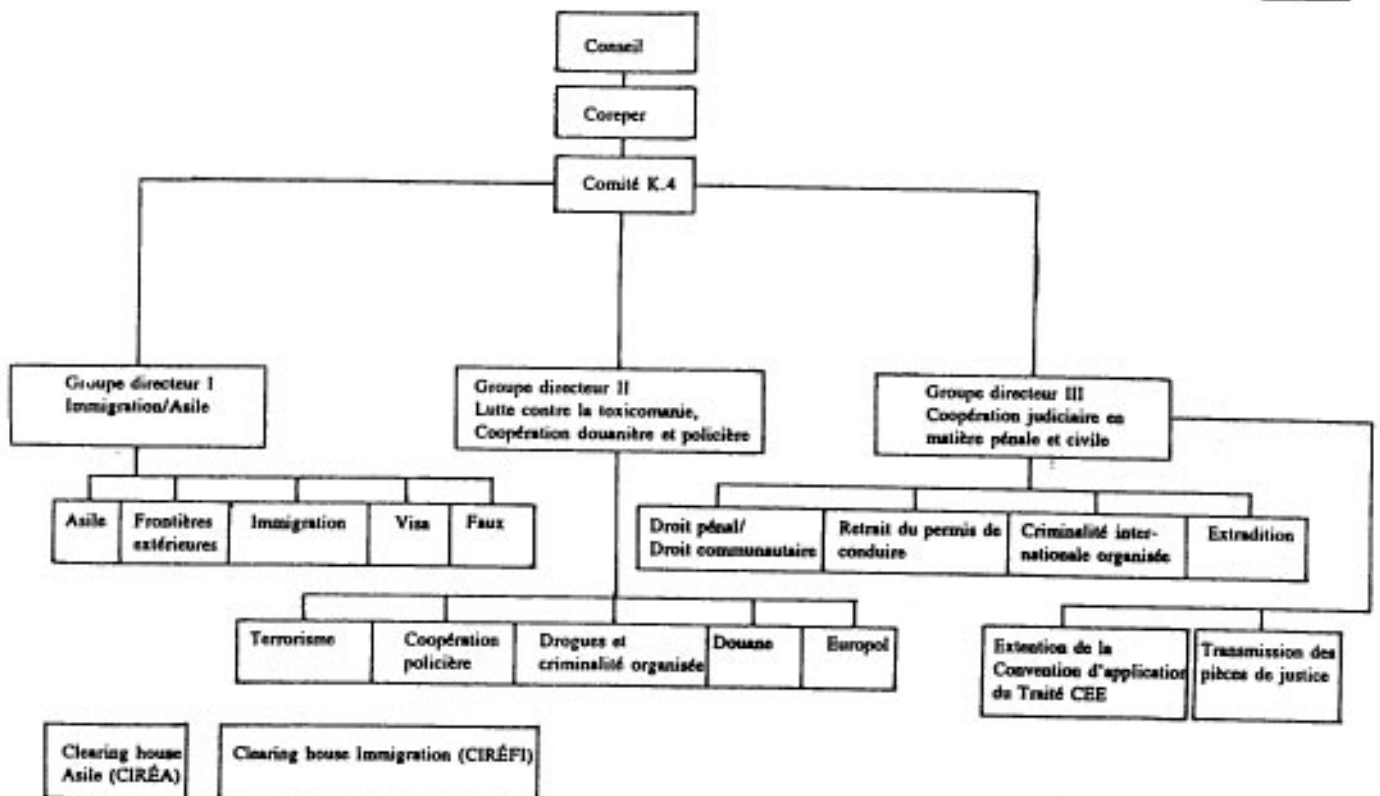 Conseil
Coreper
Comité K.4
Groupe directeur I
Immigration/Asile
Groupe directeur II
Lutte contre la toxicomanie,
Coopération douanière et policière
Groupe directeur III
Coopération judiciaire en
matière pénale et civile
Asile
Frontières
extérieures
Immigration
Visa
Faux
Droit pénal/
Droit communautaire
Retrait du permis de
conduire
Criminalité inter-
nationale organisée
Extradition
Terrorisme
Coopération
policière
Drogues et
criminalité organisée
Douane
Europol
Extention de la
Convention d'application
du Traité CEE
Transmission des
pièces de justice
Clearing house
Asile (CIRÉA)
Clearing house Immigration (CIRÉFI)